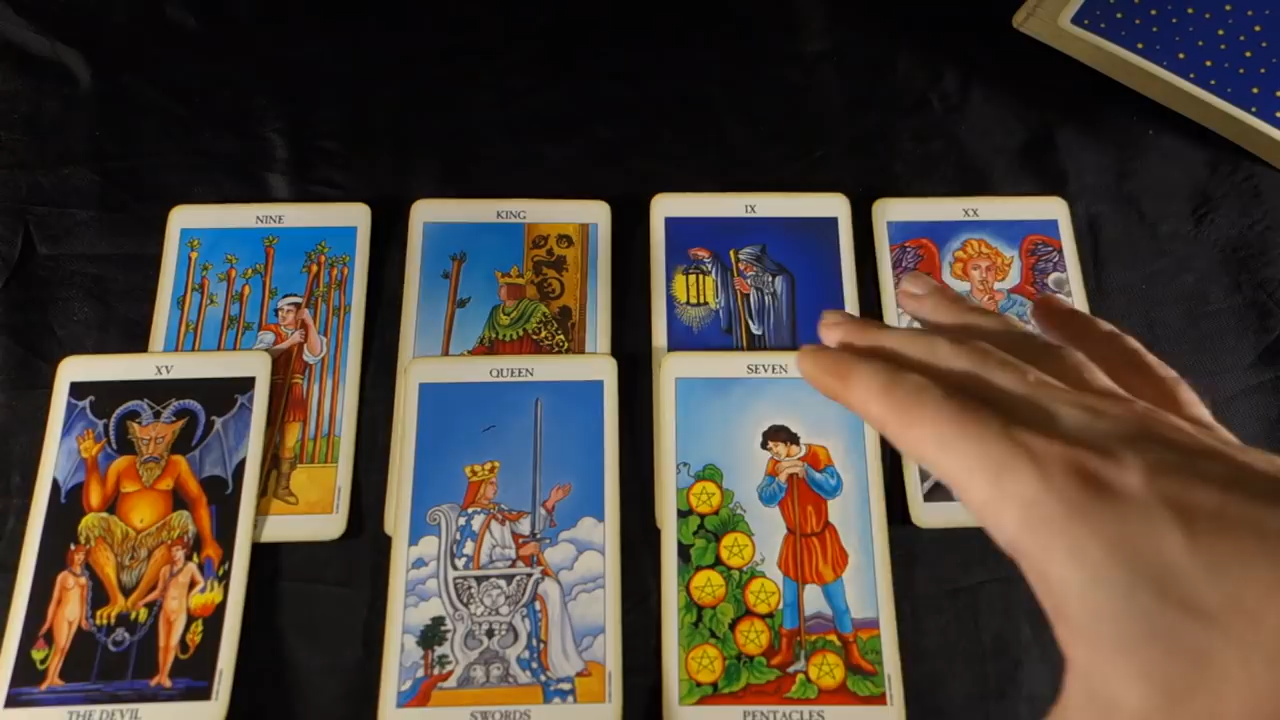 NINE
KING
IX
XX
XV
QUEEN
SEVEN
THE DEVIL
SWORDS
PENTACLES